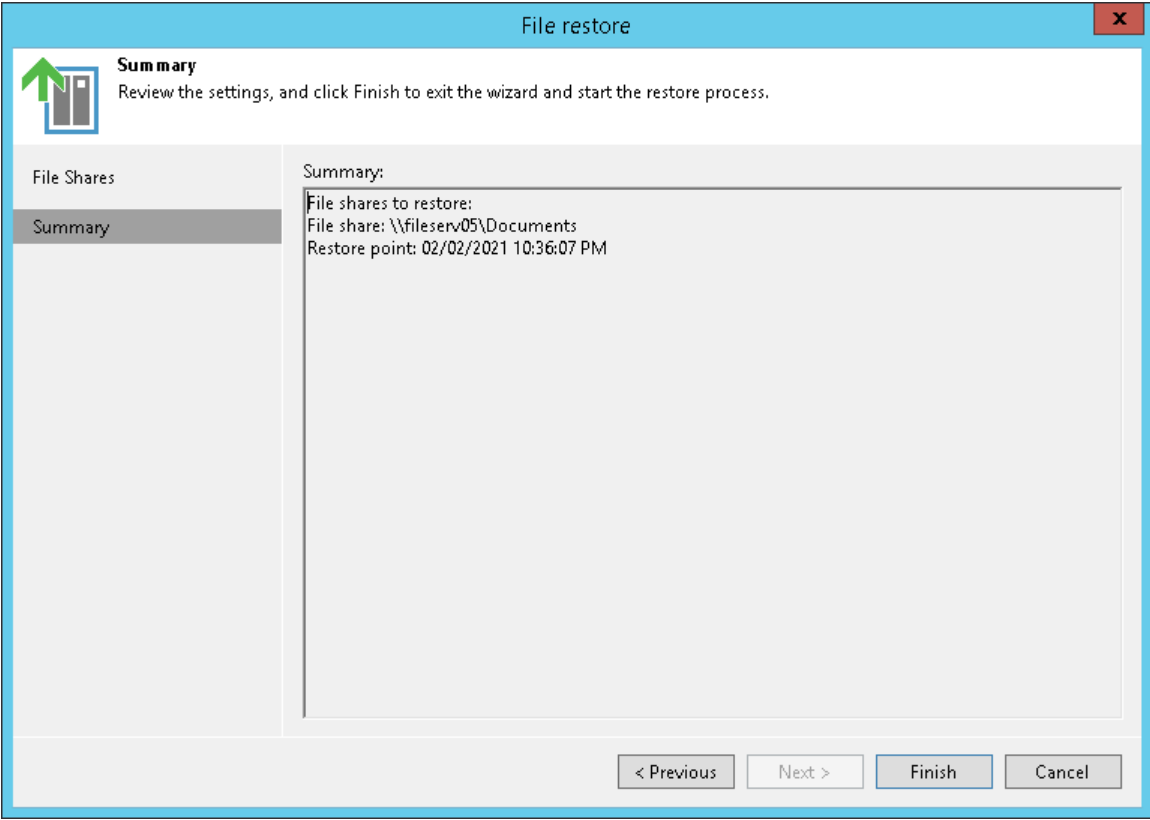 File restore
x
Summary
Review the settings, and click Finish to exit the wizard and start the restore process.
File Shares
Summary
Summary:
File shares to restore:
File share: \\fileserv05\Documents
Restore point: 02/02/2021 10:36:07 PM
< Previous
Next >
Finish
Cancel